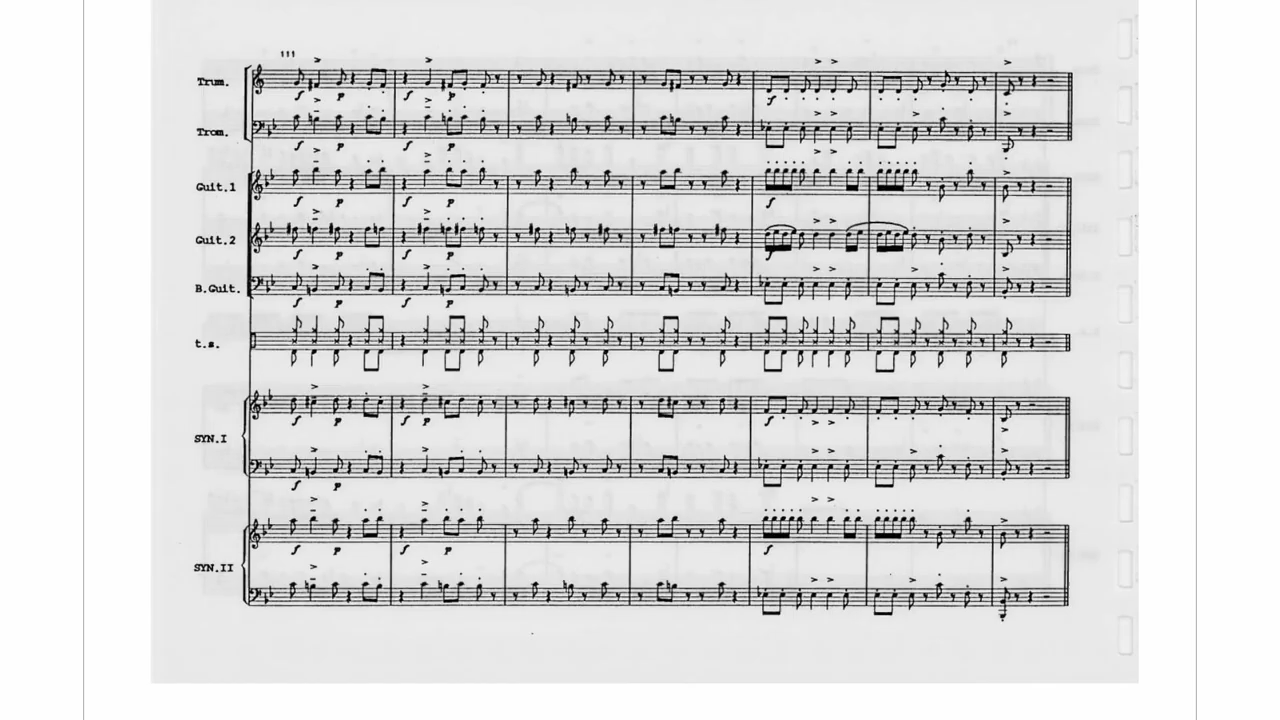 111
Trum.
f p f p f
Trom.
f p f p
Guit.1
f p f p f
Guit.2
f p f p f
B.Guit.
f p f p
t.s.
SYN.I
f p f p f
f p
SYN.II
f p f p f